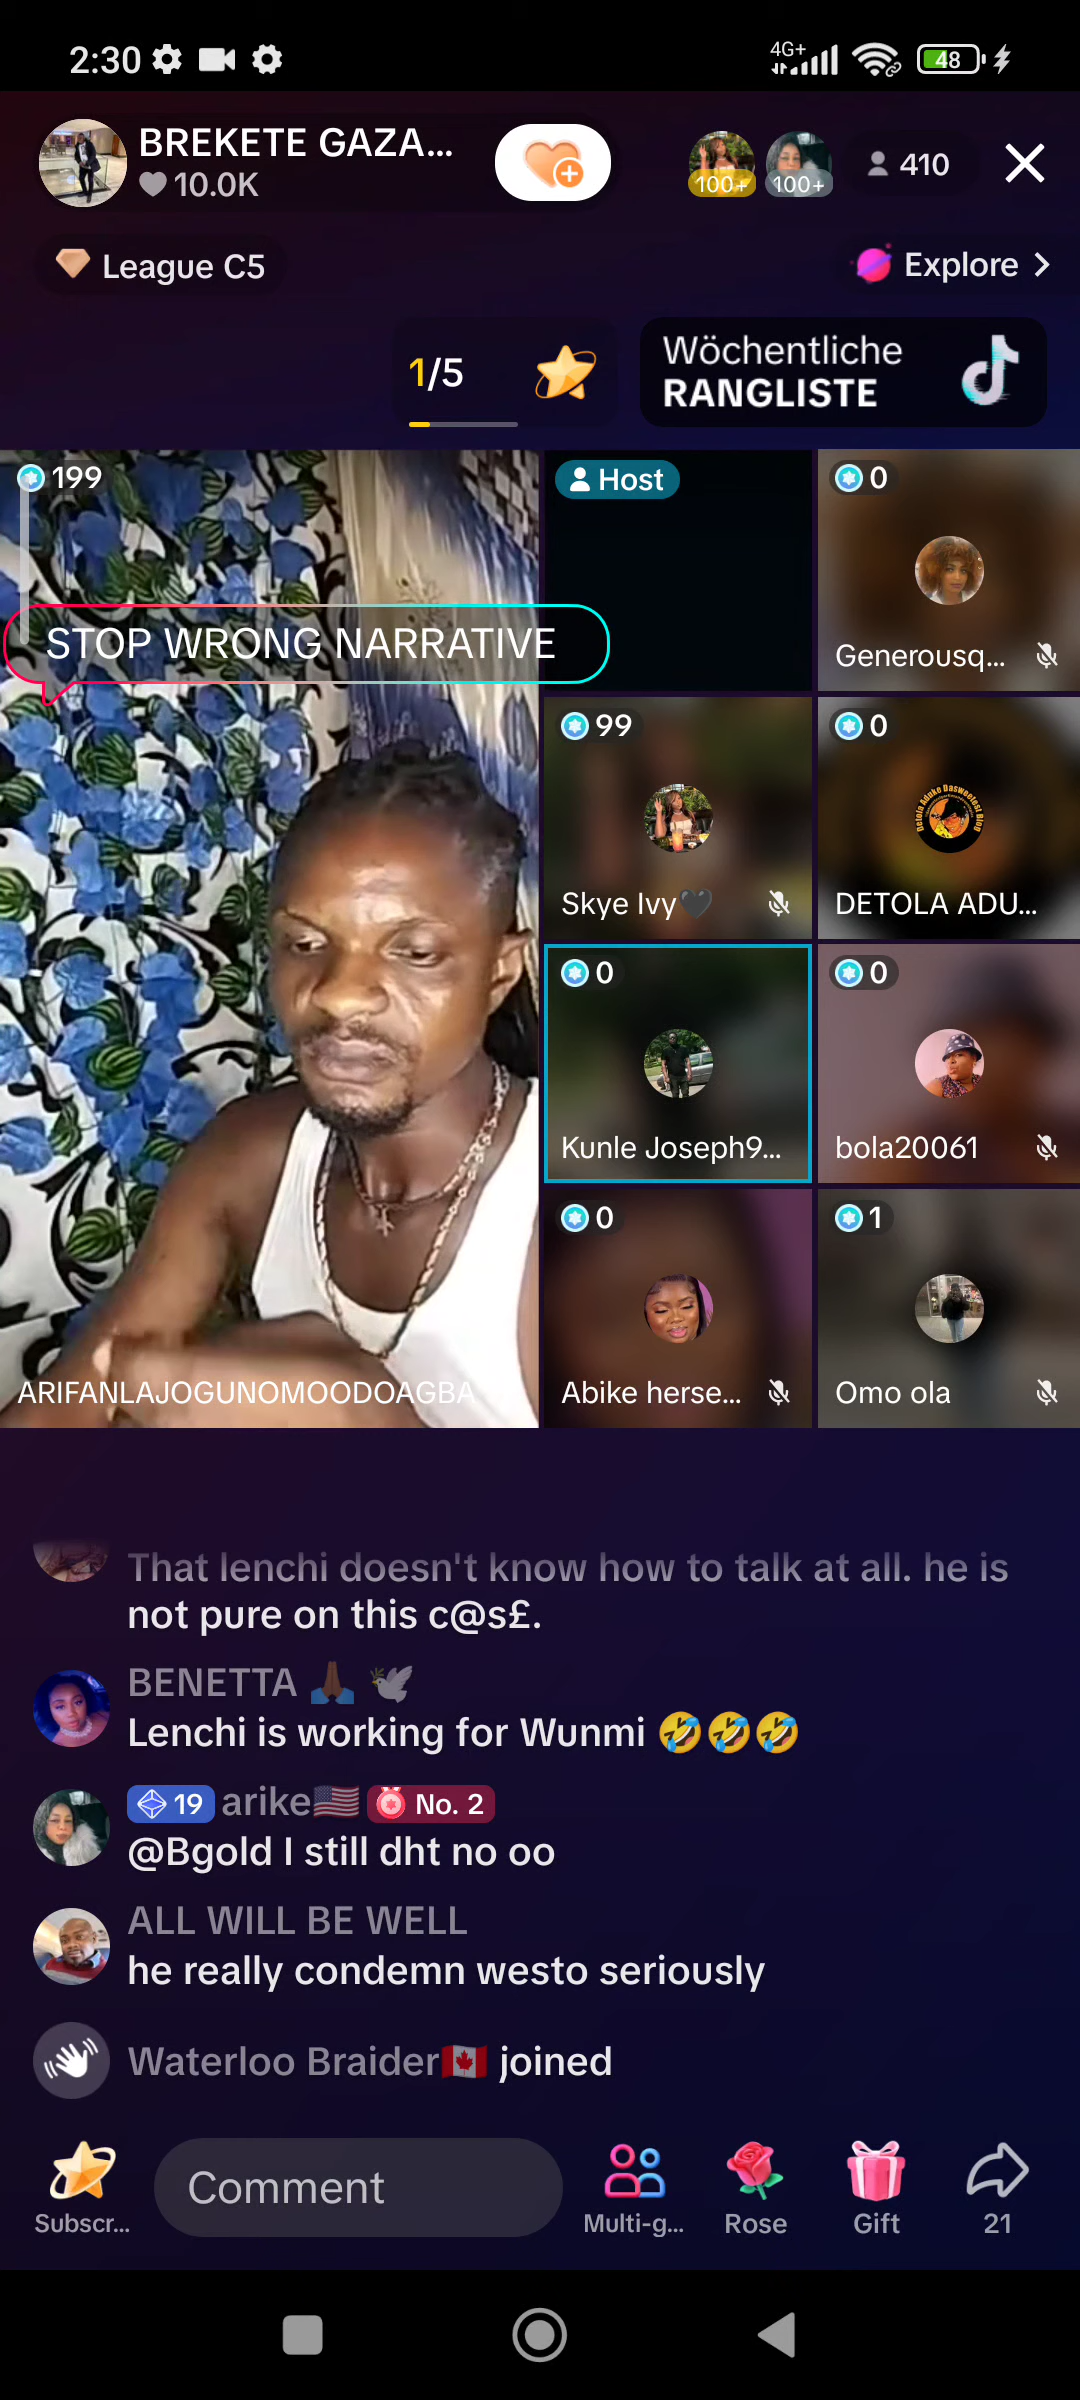 2:30
4G+
48
BREKETE GAZA...
10.0K
100+
100+
410
League C5
Explore
1/5
Wöchentliche
RANGLISTE
199
Host
0
STOP WRONG NARRATIVE
Generousq...
99
0
Detola Aduke Dasweetest Blog
Skye Ivy🖤
DETOLA ADU...
0
0
Kunle Joseph9...
bola20061
0
1
ARIFANLAJOGUNOMOODOAGBA
Abike herse...
Omo ola
That lenchi doesn't know how to talk at all. he is
not pure on this c@s£.
BENETTA 🙏🏾 🕊️
Lenchi is working for Wunmi 🤣🤣🤣
19 arike🇺🇸 No. 2
@Bgold I still dht no oo
ALL WILL BE WELL
he really condemn westo seriously
Waterloo Braider🇨🇦 joined
Comment
Subscr...
Multi-g...
Rose
Gift
21